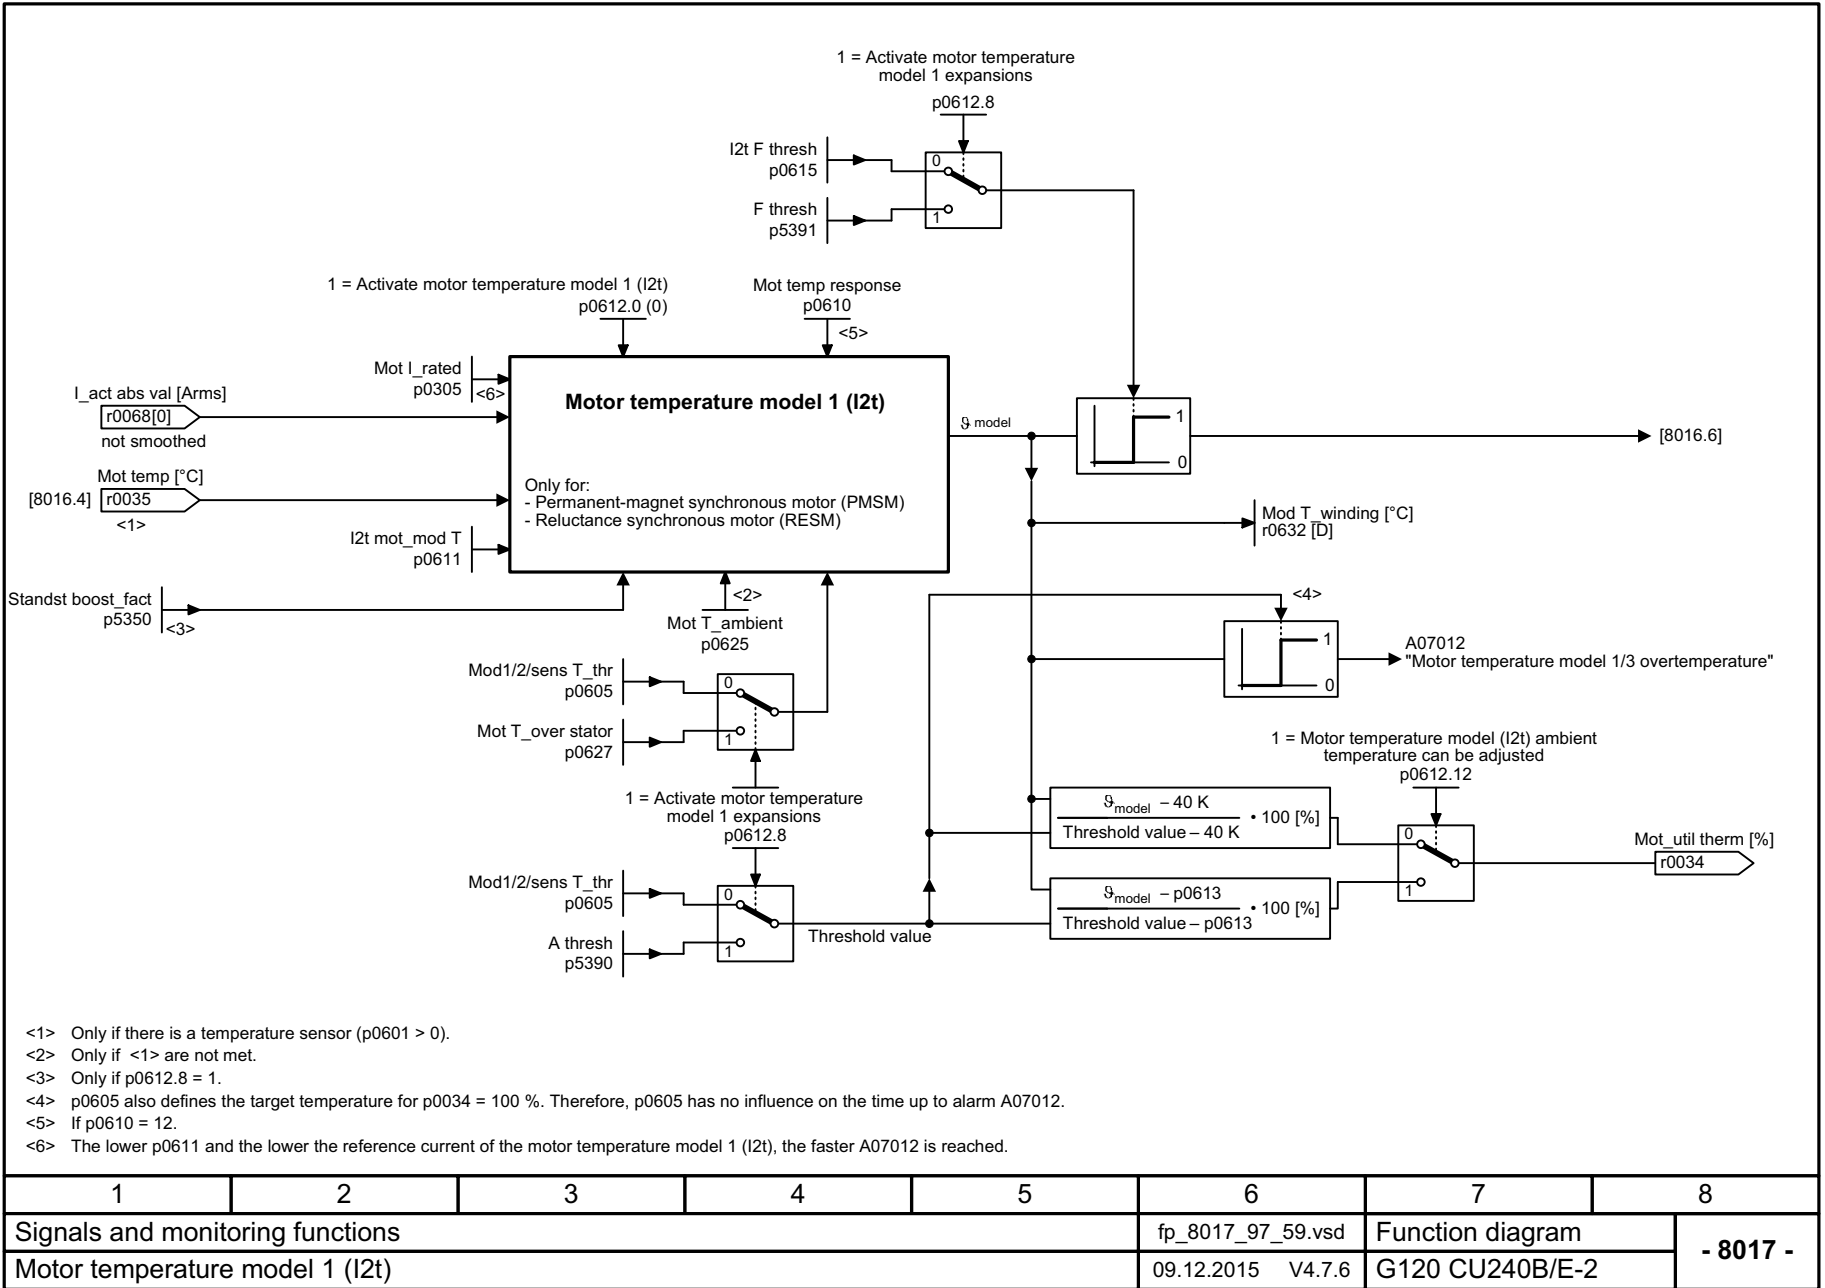 1 = Activate motor temperature
model 1 expansions
p0612.8
I2t F thresh
p0615
F thresh
p5391
0
1
1 = Activate motor temperature model 1 (I2t)
p0612.0 (0)
Mot temp response
p0610
<5>
Mot I_rated
p0305
<6>
I_act abs val [Arms]
r0068[0]
not smoothed
Mot temp [°C]
[8016.4]
r0035
<1>
I2t mot_mod T
p0611
Standst boost_fact
p5350
<3>
Motor temperature model 1 (I2t)
Only for:
- Permanent-magnet synchronous motor (PMSM)
- Reluctance synchronous motor (RESM)
ϑ model
1
0
[8016.6]
Mod T_winding [°C]
r0632 [D]
<2>
Mot T_ambient
p0625
<4>
1
0
A07012
"Motor temperature model 1/3 overtemperature"
Mod1/2/sens T_thr
p0605
Mot T_over stator
p0627
0
1
1 = Activate motor temperature
model 1 expansions
p0612.8
Mod1/2/sens T_thr
p0605
A thresh
p5390
0
1
Threshold value
ϑmodel – 40 K
Threshold value – 40 K
• 100 [%]
ϑmodel – p0613
Threshold value – p0613
• 100 [%]
1 = Motor temperature model (I2t) ambient
temperature can be adjusted
p0612.12
0
1
Mot_util therm [%]
r0034
<1> Only if there is a temperature sensor (p0601 > 0).
<2> Only if <1> are not met.
<3> Only if p0612.8 = 1.
<4> p0605 also defines the target temperature for p0034 = 100 %. Therefore, p0605 has no influence on the time up to alarm A07012.
<5> If p0610 = 12.
<6> The lower p0611 and the lower the reference current of the motor temperature model 1 (I2t), the faster A07012 is reached.
1 2 3 4 5 6 7 8
Signals and monitoring functions
fp_8017_97_59.vsd
Function diagram
- 8017 -
Motor temperature model 1 (I2t)
09.12.2015 V4.7.6
G120 CU240B/E-2